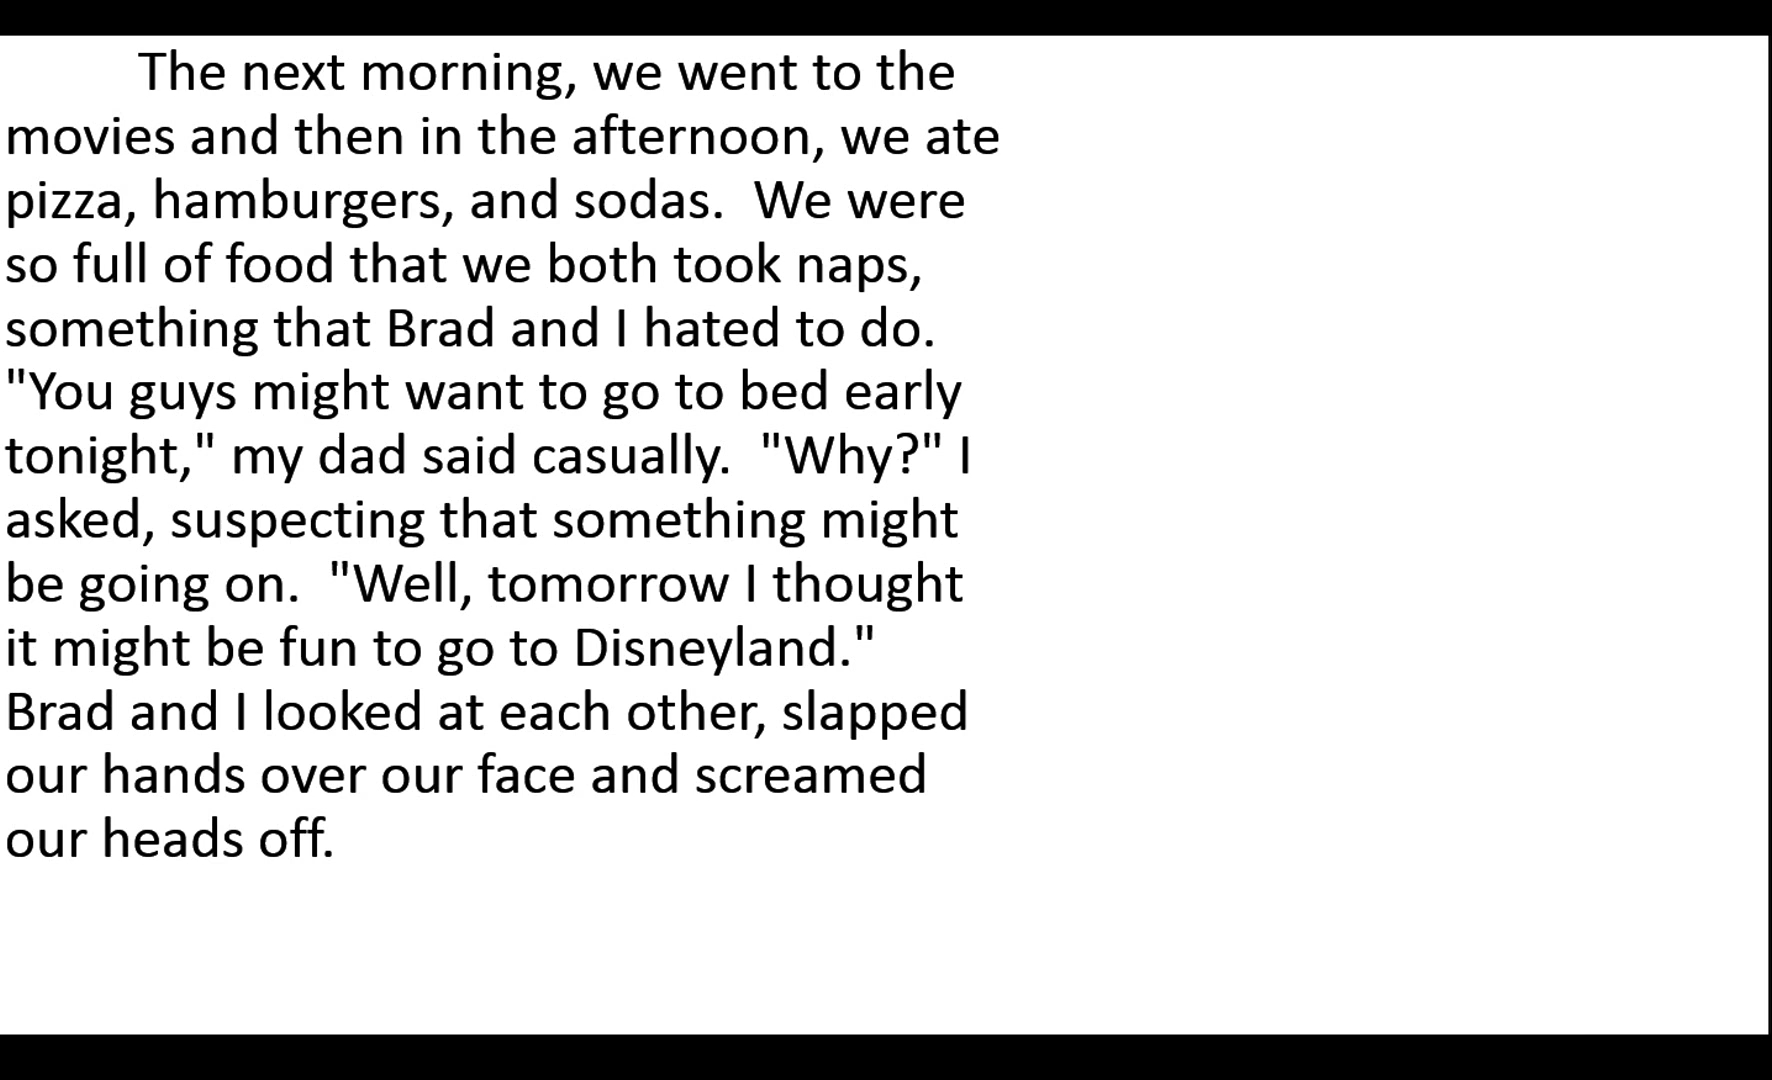 The next morning, we went to the
movies and then in the afternoon, we ate
pizza, hamburgers, and sodas.  We were
so full of food that we both took naps,
something that Brad and I hated to do.
"You guys might want to go to bed early
tonight," my dad said casually.  "Why?" I
asked, suspecting that something might
be going on.  "Well, tomorrow I thought
it might be fun to go to Disneyland."
Brad and I looked at each other, slapped
our hands over our face and screamed
our heads off.